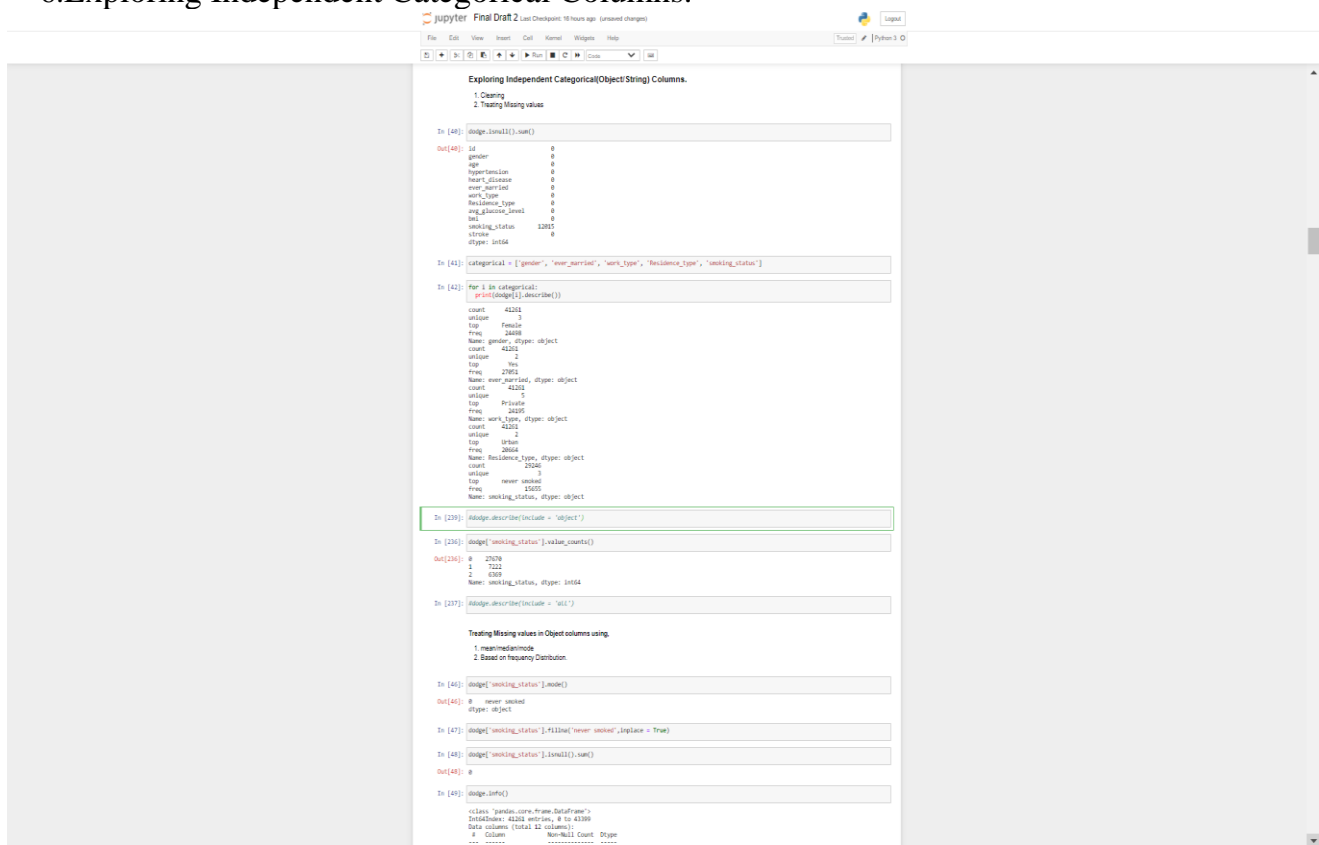 6.Exploring Independent Categorical Columns:
jupyter Final Draft 2 Last Checkpoint: 18 hours ago (unsaved changes)
Logout
File Edit View Insert Cell Kernel Widgets Help
Trusted Python 3 O
Run Code
Exploring Independent Categorical(Object/String) Columns.
1. Cleaning
2. Treating Missing values
In [40]: dodge.isnull().sum()
Out[40]: id 0
gender 0
age 0
hypertension 0
heart_disease 0
ever_married 0
work_type 0
Residence_type 0
avg_glucose_level 0
bmi 0
smoking_status 12015
stroke 0
dtype: int64
In [41]: categorical = ['gender', 'ever_married', 'work_type', 'Residence_type', 'smoking_status']
In [42]: for i in categorical:
print(dodge[i].describe())
count 41261
unique 3
top Female
freq 24498
Name: gender, dtype: object
count 41261
unique 2
top Yes
freq 27051
Name: ever_married, dtype: object
count 41261
unique 5
top Private
freq 24195
Name: work_type, dtype: object
count 41261
unique 2
top Urban
freq 20664
Name: Residence_type, dtype: object
count 29246
unique 3
top never smoked
freq 15655
Name: smoking_status, dtype: object
In [239]: #dodge.describe(include = 'object')
In [236]: dodge['smoking_status'].value_counts()
Out[236]: 0 27670
1 7222
2 6369
Name: smoking_status, dtype: int64
In [237]: #dodge.describe(include = 'all')
Treating Missing values in Object columns using,
1. mean/median/mode
2. Based on frequency Distribution.
In [46]: dodge['smoking_status'].mode()
Out[46]: 0 never smoked
dtype: object
In [47]: dodge['smoking_status'].fillna('never smoked',inplace = True)
In [48]: dodge['smoking_status'].isnull().sum()
Out[48]: 0
In [49]: dodge.info()
<class 'pandas.core.frame.DataFrame'>
Int64Index: 41261 entries, 0 to 43399
Data columns (total 12 columns):
# Column Non-Null Count Dtype
--- ------ -------------- -----